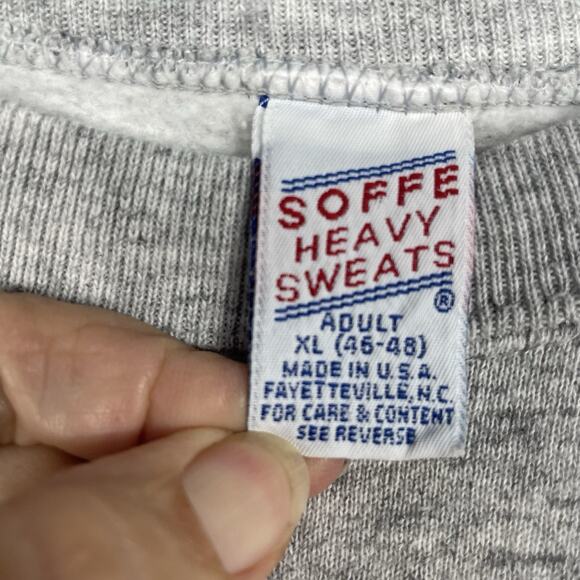 SOFFE
HEAVY
SWEATS
®
ADULT
XL (46-48)
MADE IN U.S.A.
FAYETTEVILLE, N.C.
FOR CARE & CONTENT
SEE REVERSE